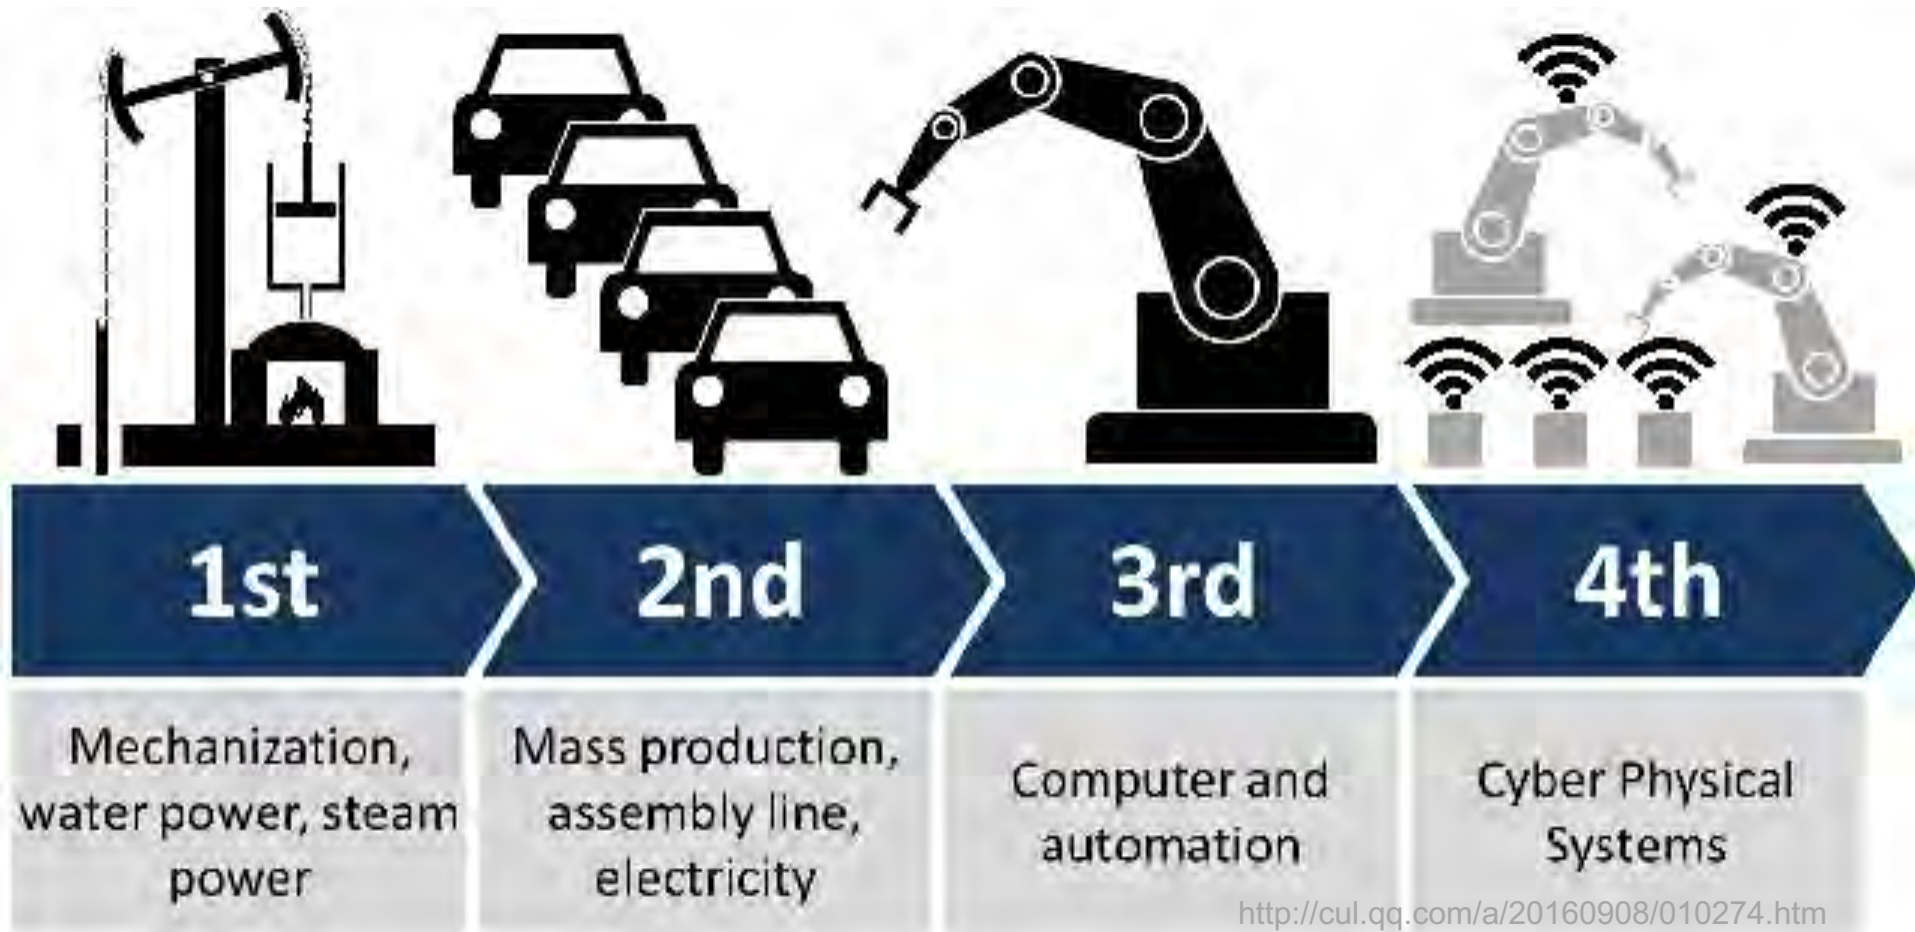 1st
2nd
3rd
4th
Mechanization,
water power, steam
power
Mass production,
assembly line,
electricity
Computer and
automation
Cyber Physical
Systems
http://cul.qq.com/a/20160908/010274.htm